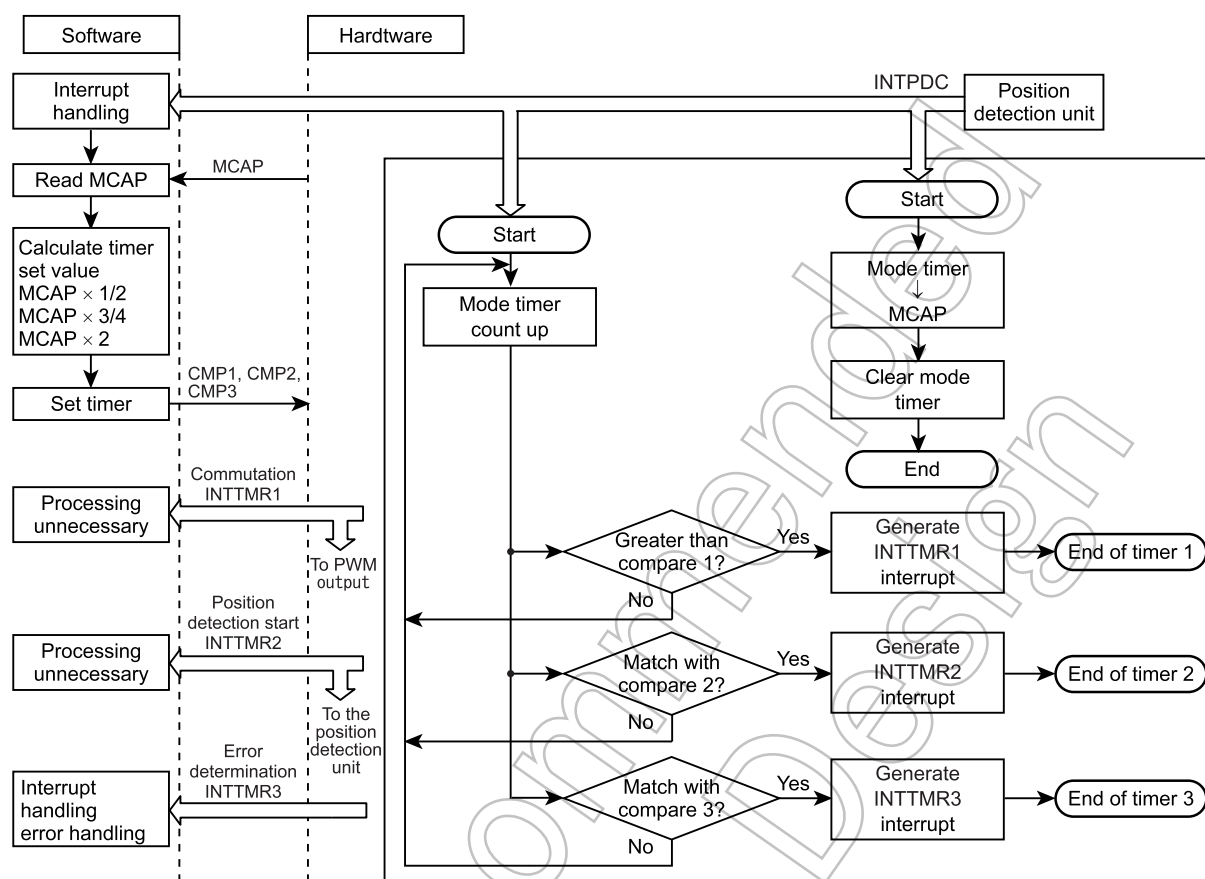 Software
Hardtware
Interrupt
handling
INTPDC
Position
detection unit
MCAP
Read MCAP
Start
Start
Calculate timer
set value
MCAP × 1/2
MCAP × 3/4
MCAP × 2
Mode timer
↓
MCAP
Mode timer
count up
Clear mode
timer
CMP1, CMP2,
CMP3
Set timer
End
Commutation
INTTMR1
Processing
unnecessary
To PWM
output
Greater than
compare 1?
Yes
No
Generate
INTTMR1
interrupt
End of timer 1
Position
detection start
INTTMR2
Processing
unnecessary
To the
position
detection
unit
Match with
compare 2?
Yes
No
Generate
INTTMR2
interrupt
End of timer 2
Error
determination
INTTMR3
Interrupt
handling
error handling
Match with
compare 3?
Yes
No
Generate
INTTMR3
interrupt
End of timer 3
ommended
Design